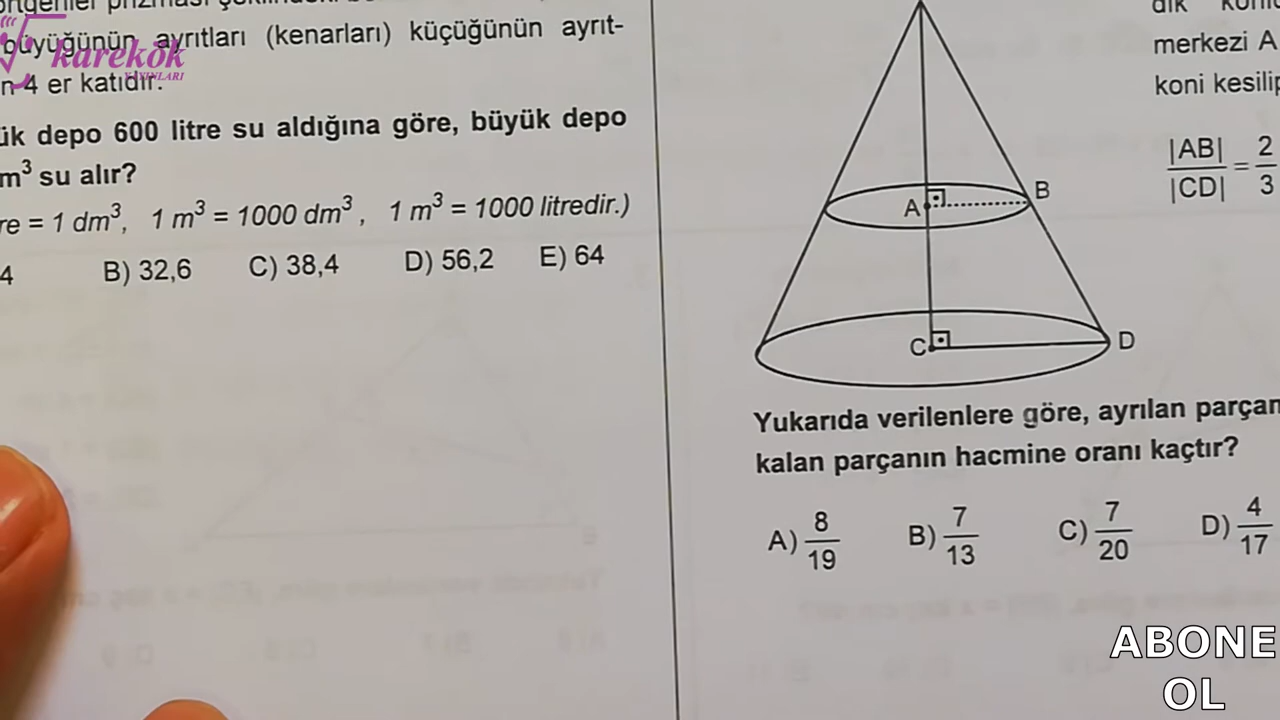 karekök
YAYINLARI
büyüğünün ayrıtları (kenarları) küçüğünün ayrıt-
n 4 er katıdır.
ük depo 600 litre su aldığına göre, büyük depo
m³ su alır?
re = 1 dm³, 1 m³ = 1000 dm³, 1 m³ = 1000 litredir.)
4 B) 32,6 C) 38,4 D) 56,2 E) 64
merkezi A
koni kesilip
|AB| / |CD| = 2 / 3
B
A
C
D
Yukarıda verilenlere göre, ayrılan parçan
kalan parçanın hacmine oranı kaçtır?
A) 8/19 B) 7/13 C) 7/20 D) 4/17
ABONE
OL